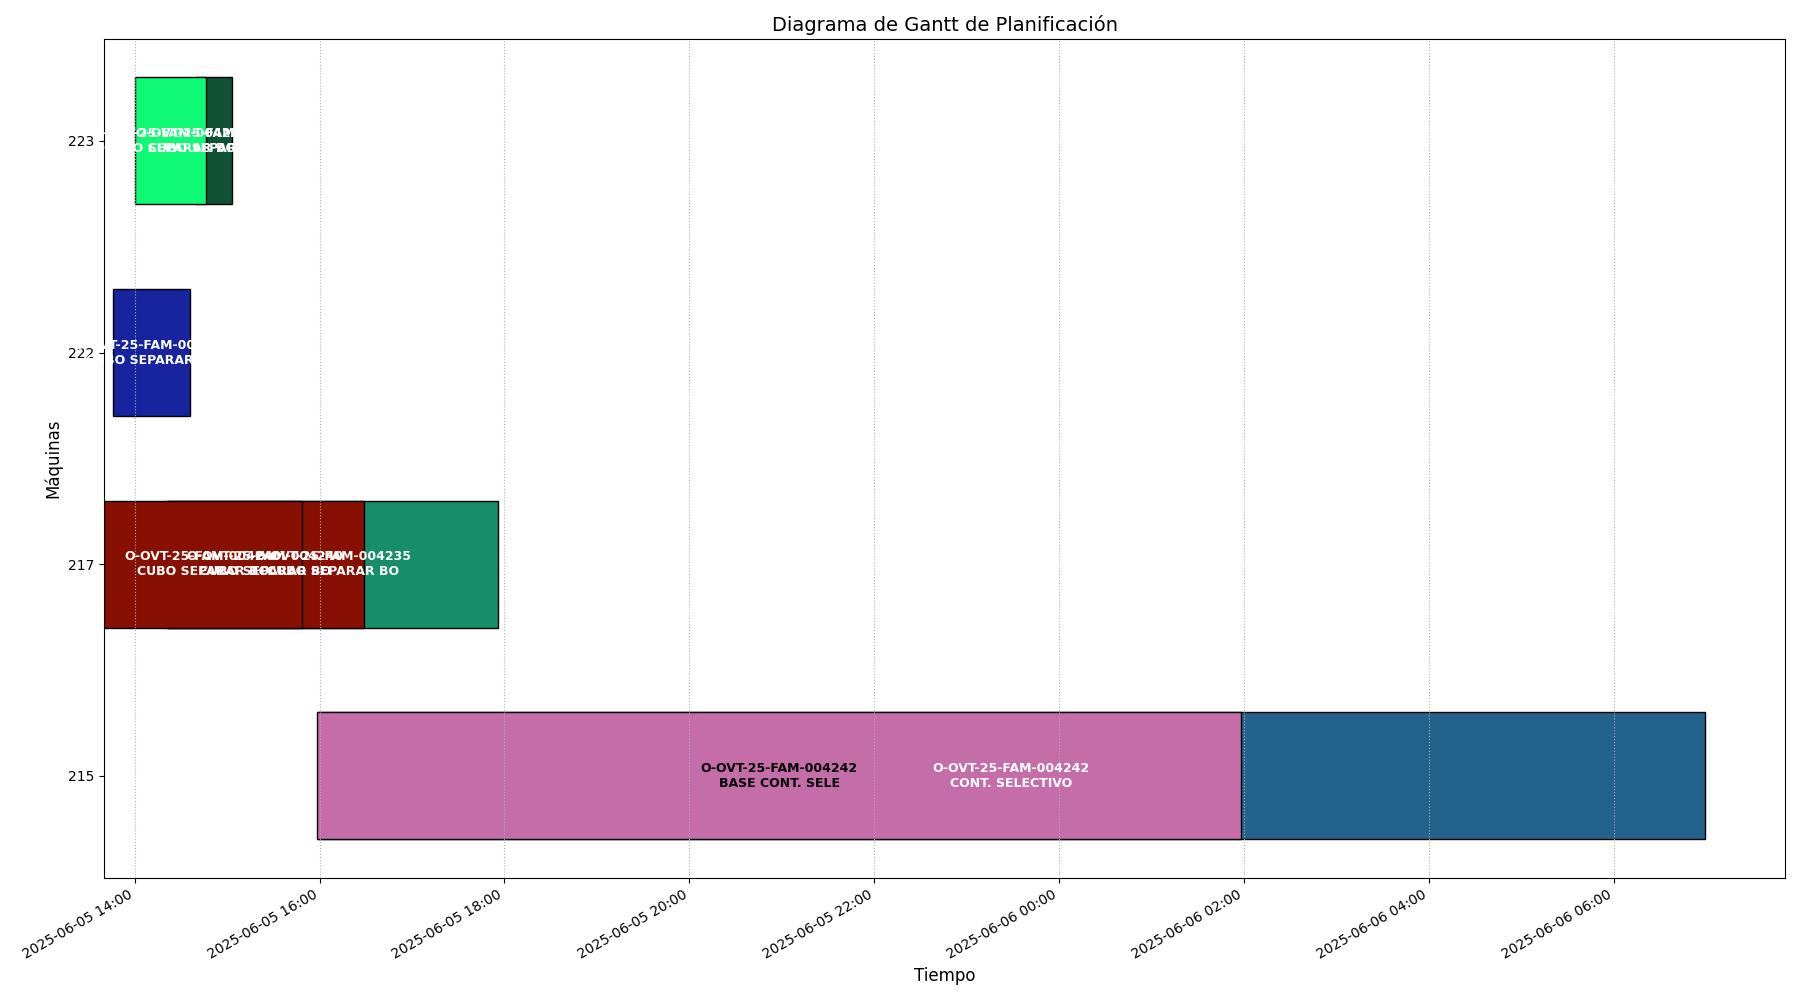 Diagrama de Gantt de Planificación
Máquinas
223
222
217
O-OVT-25-FAM-004235
CUBO SEPARAR BO
215
O-OVT-25-FAM-004242
BASE CONT. SELE
O-OVT-25-FAM-004242
CONT. SELECTIVO
2025-06-05 14:00
2025-06-05 16:00
2025-06-05 18:00
2025-06-05 20:00
2025-06-05 22:00
2025-06-06 00:00
2025-06-06 02:00
2025-06-06 04:00
2025-06-06 06:00
Tiempo